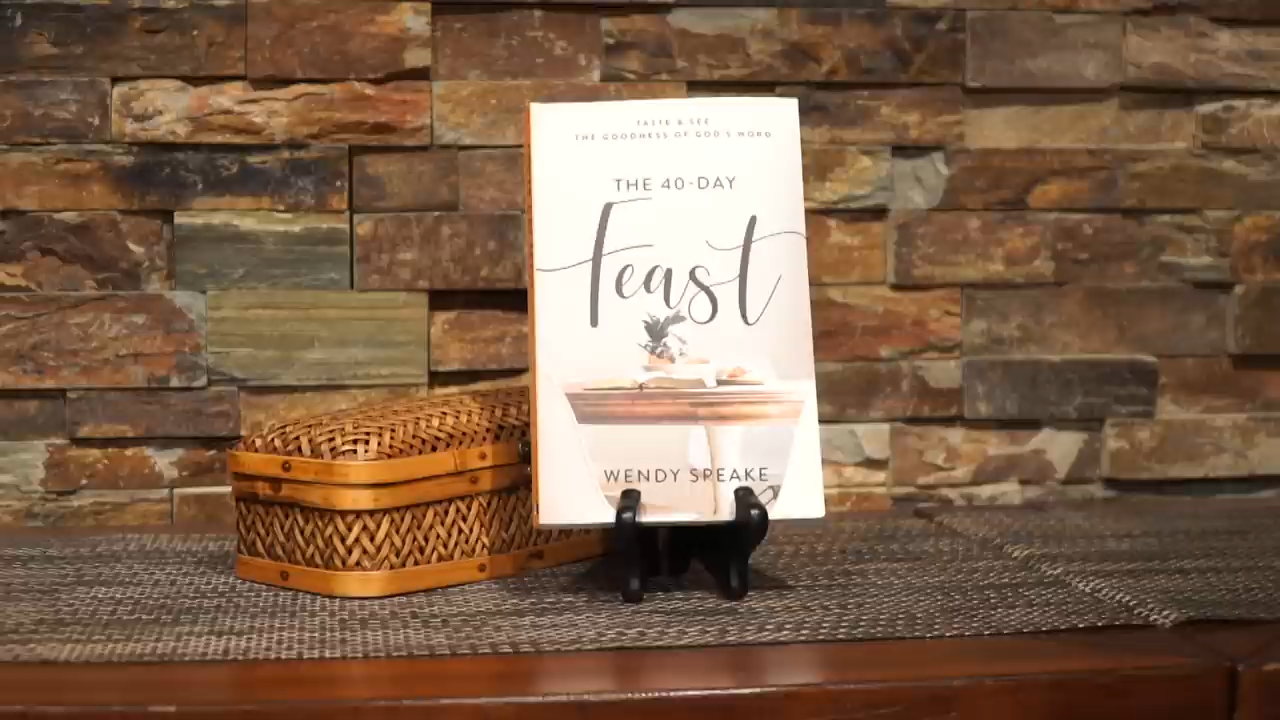 TASTE & SEE
THE GOODNESS OF GOD'S WORD
THE 40-DAY
Feast
WENDY SPEAKE